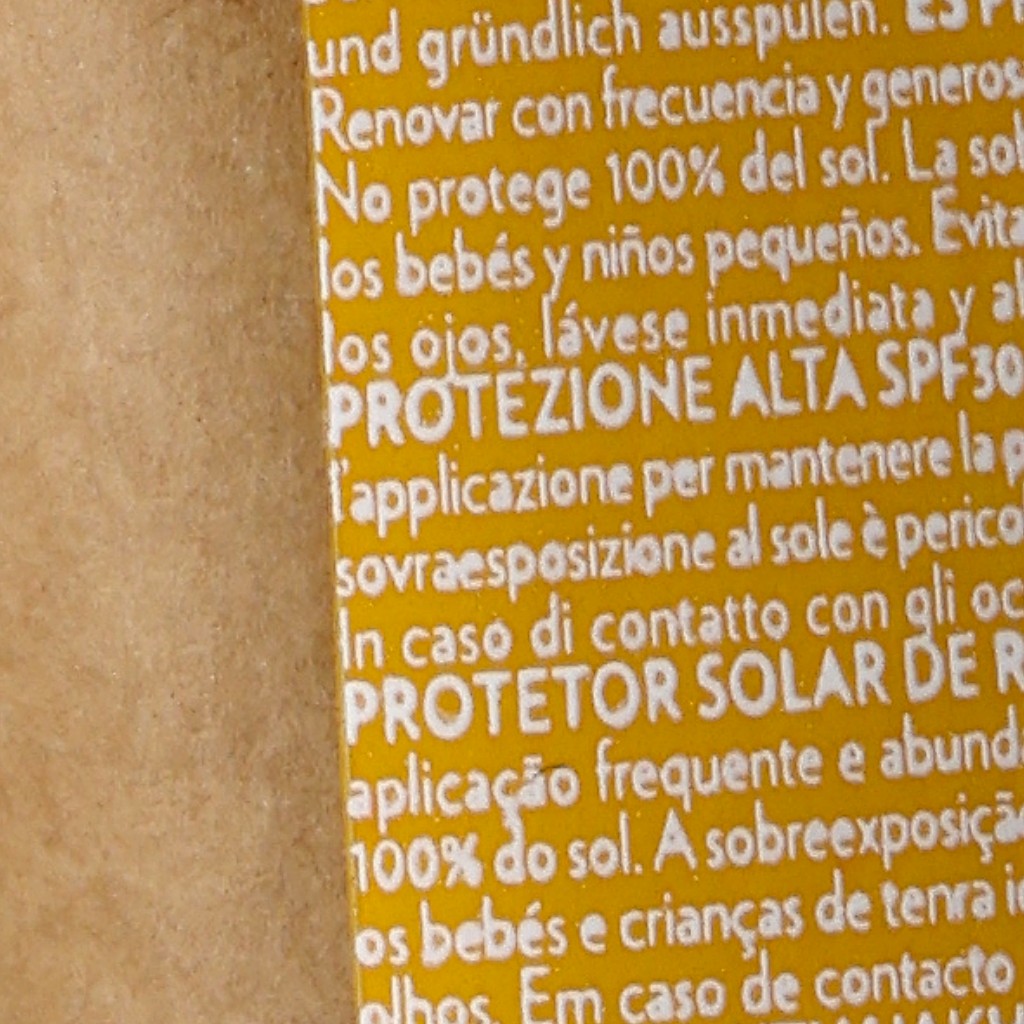 und gründlich ausspülen. ES
Renovar con frecuencia y generos
No protege 100% del sol. La sob
los bebés y niños pequeños. Evita
los ojos, lávese inmediata y
PROTEZIONE ALTA SPF30
l'applicazione per mantenere la p
sovraesposizione al sole è perico
In caso di contatto con gli oc
PROTETOR SOLAR DE
aplicação frequente e abund
100% do sol. A sobreexposiçã
os bebés e crianças de tenra
olhos. Em caso de contacto